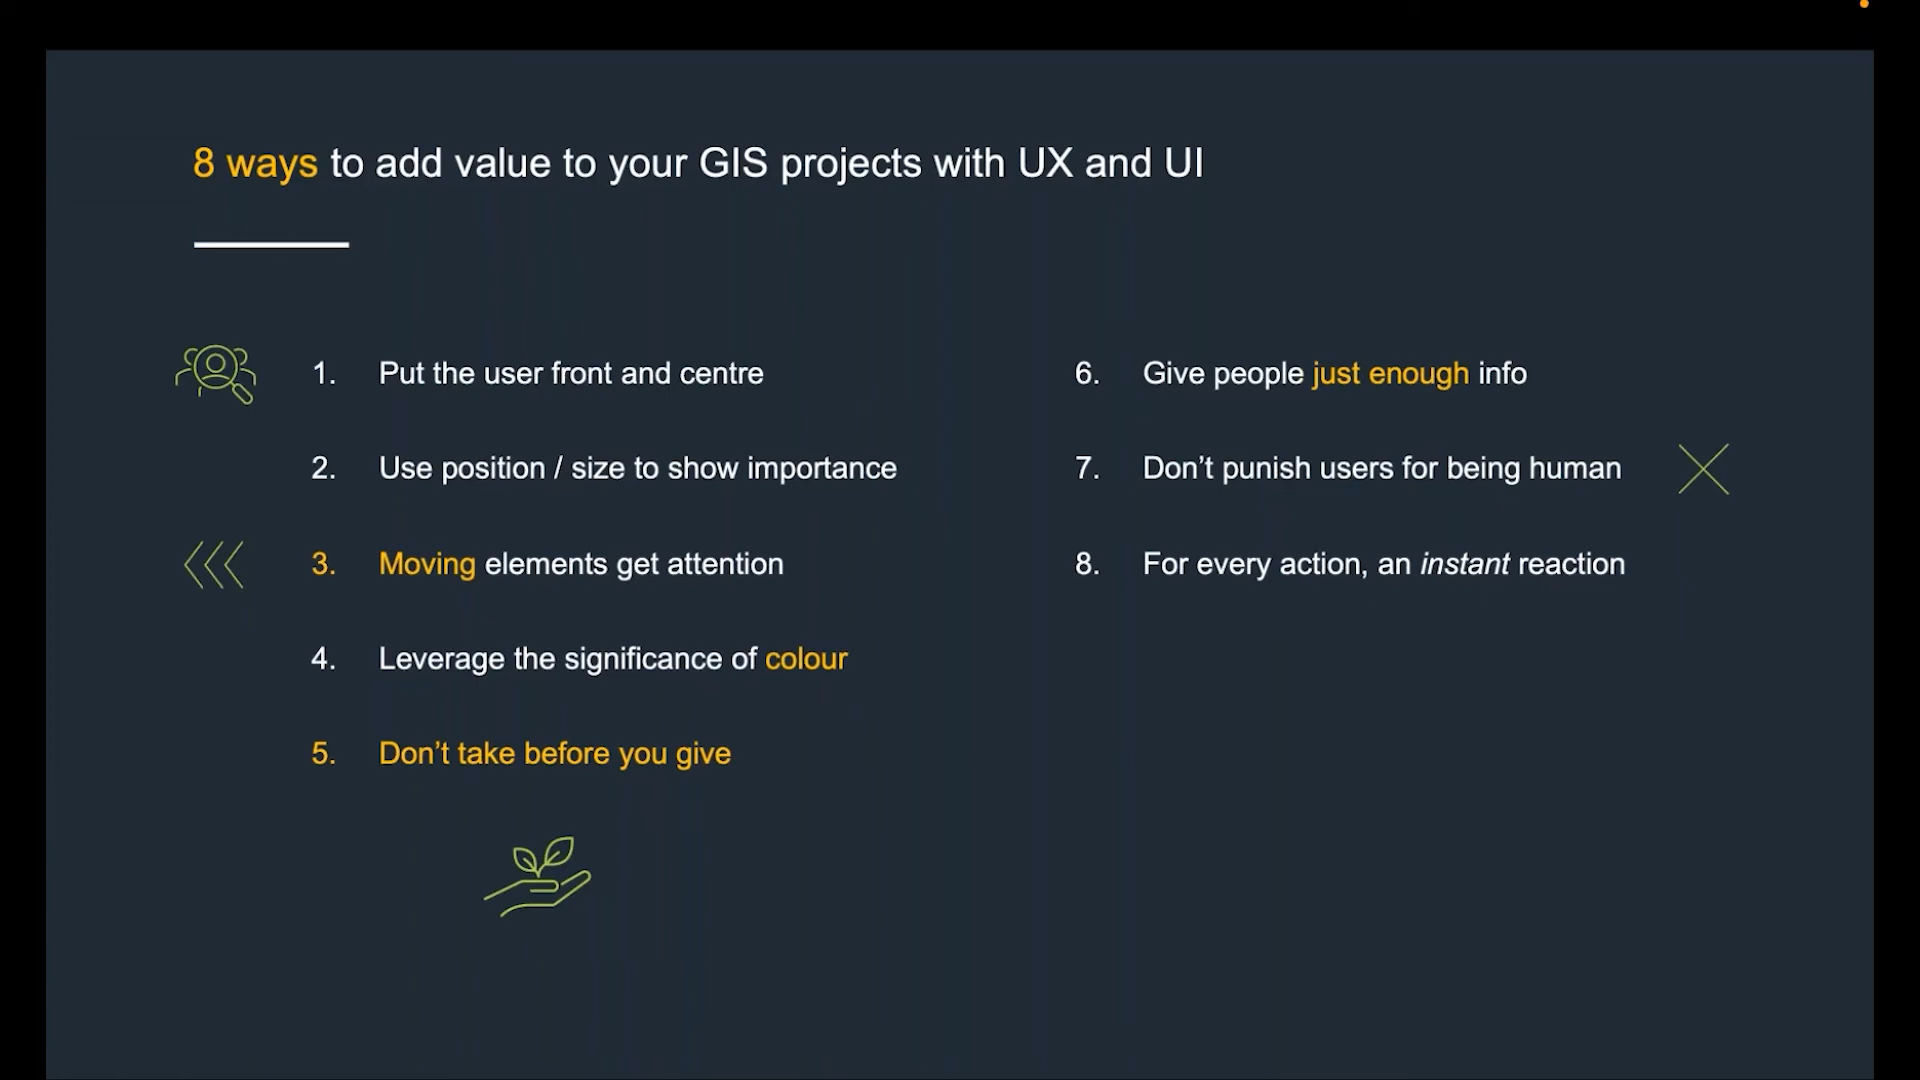 8 ways to add value to your GIS projects with UX and UI
1. Put the user front and centre
2. Use position / size to show importance
3. Moving elements get attention
4. Leverage the significance of colour
5. Don’t take before you give
6. Give people just enough info
7. Don’t punish users for being human
8. For every action, an instant reaction